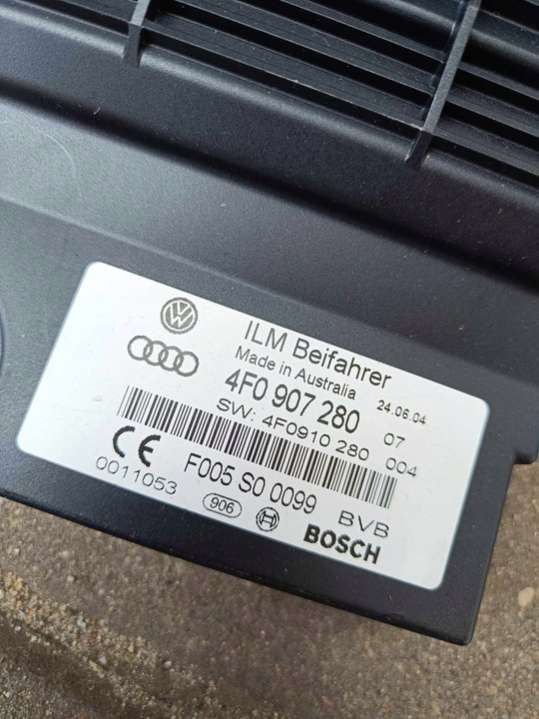 ILM Beifahrer
Made in Australia 24.06.04
4F0 907 280 07
SW: 4F0910 280 004
F005 S0 0099 BVB
0011053 906 BOSCH